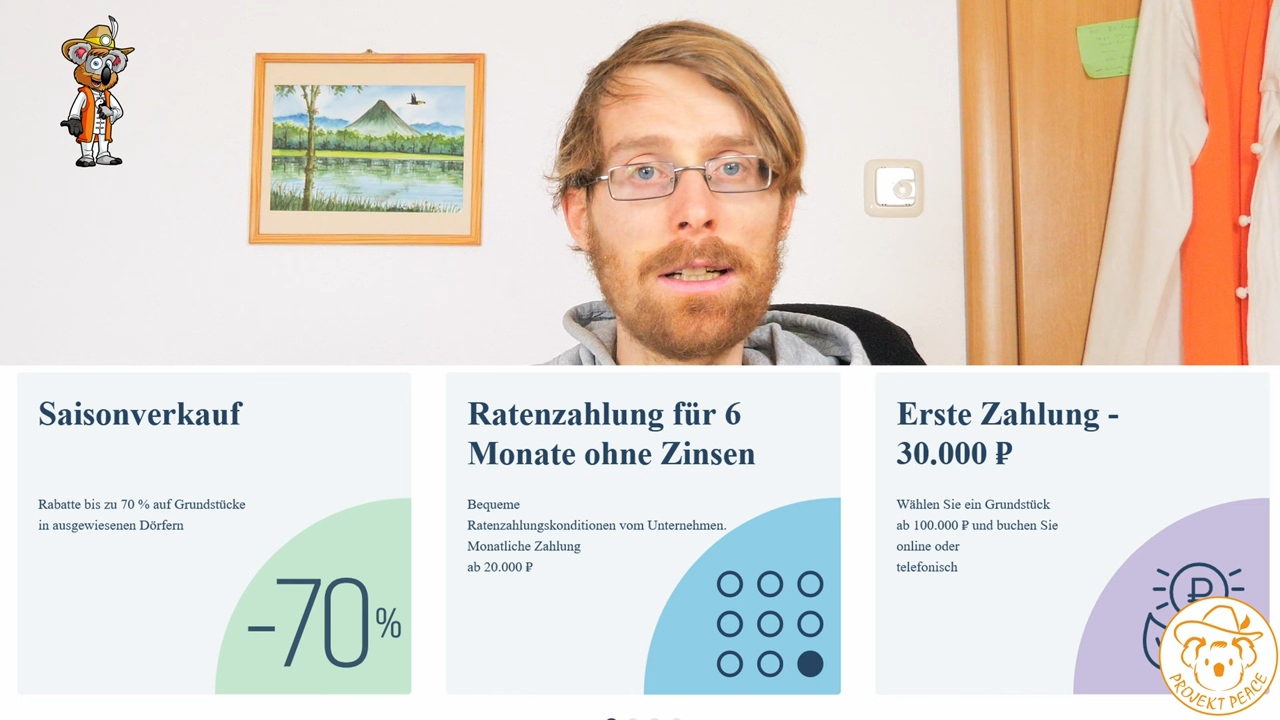 Saisonverkauf
Rabatte bis zu 70 % auf Grundstücke
in ausgewiesenen Dörfern
-70%
Ratenzahlung für 6
Monate ohne Zinsen
Bequeme
Ratenzahlungskonditionen vom Unternehmen.
Monatliche Zahlung
ab 20.000 ₽
Erste Zahlung -
30.000 ₽
Wählen Sie ein Grundstück
ab 100.000 ₽ und buchen Sie
online oder
telefonisch
₽
PROJEKT PEACE